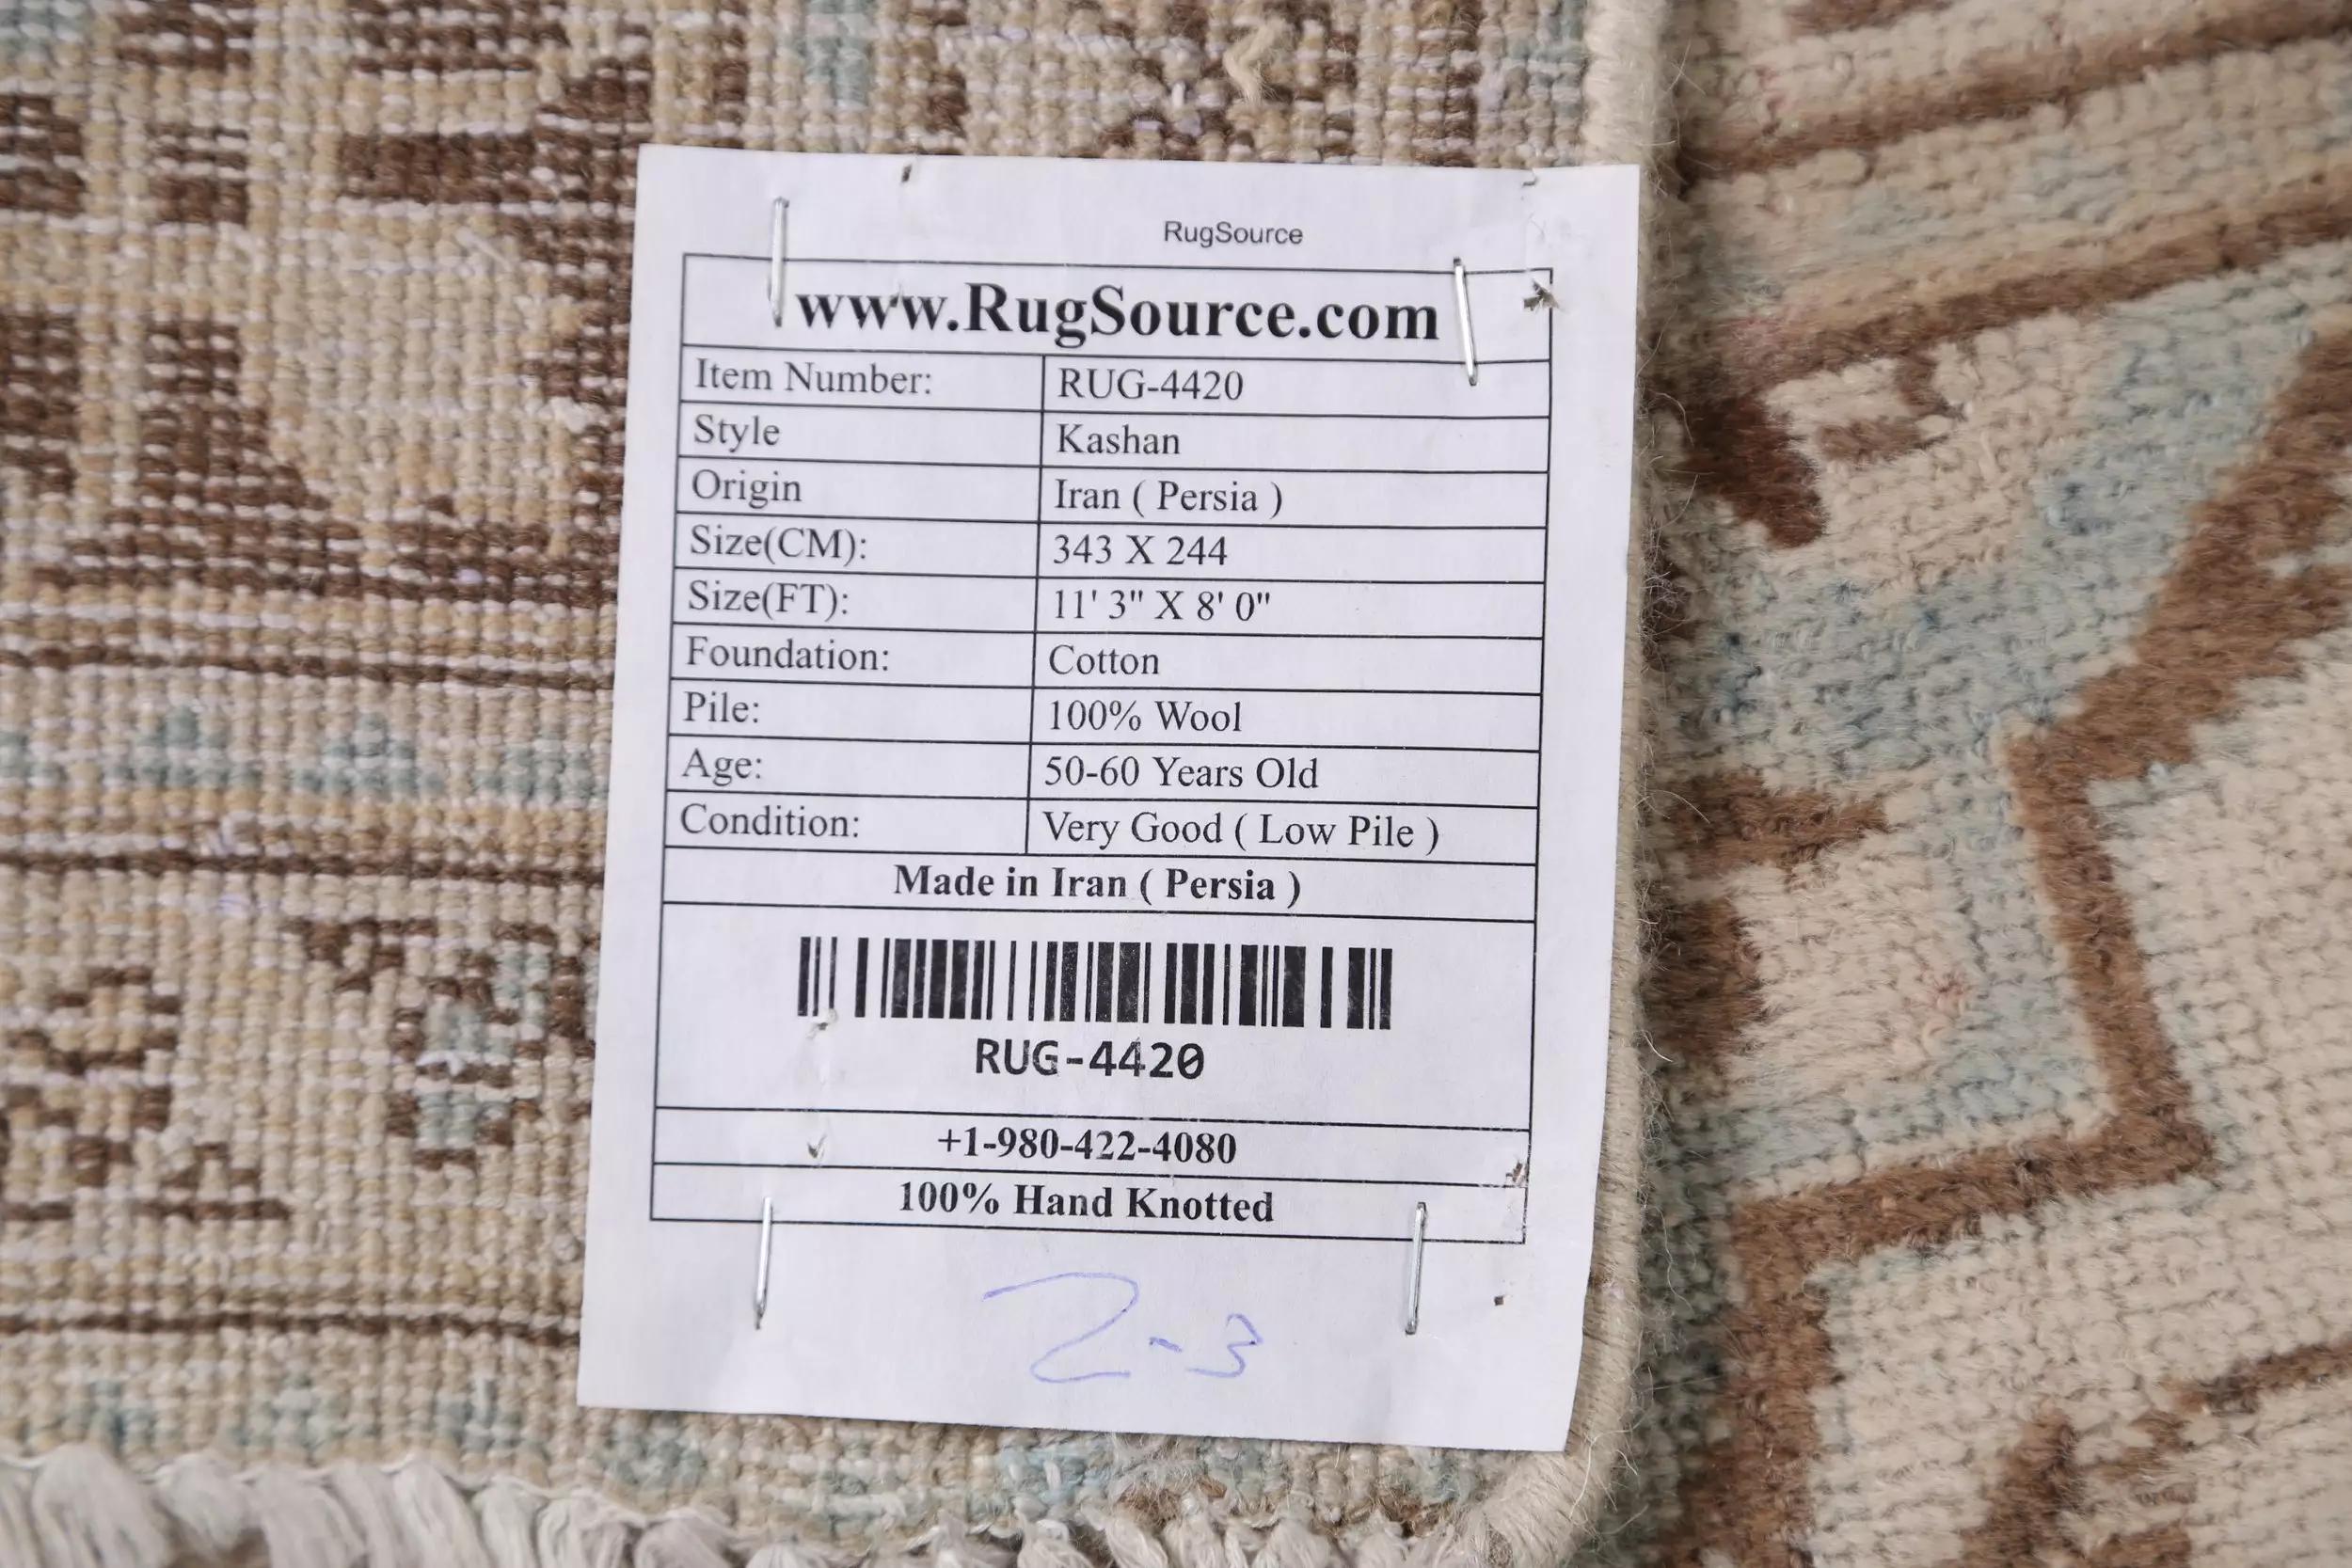 RugSource
www.RugSource.com
Item Number: RUG-4420
Style Kashan
Origin Iran ( Persia )
Size(CM): 343 X 244
Size(FT): 11' 3" X 8' 0"
Foundation: Cotton
Pile: 100% Wool
Age: 50-60 Years Old
Condition: Very Good ( Low Pile )
Made in Iran ( Persia )
RUG-4420
+1-980-422-4080
100% Hand Knotted
2-3